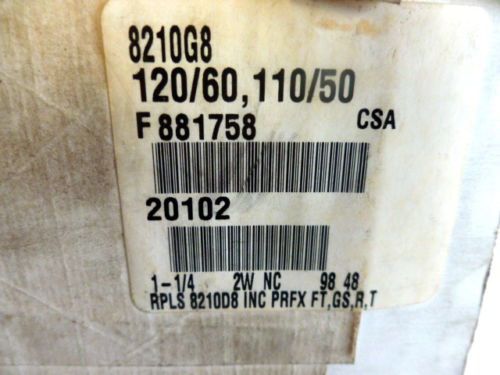 8210G8
120/60,110/50
F 881758 CSA
20102
1-1/4 2W NC 98 48
RPLS 8210D8 INC PRFX FT,GS,R,T